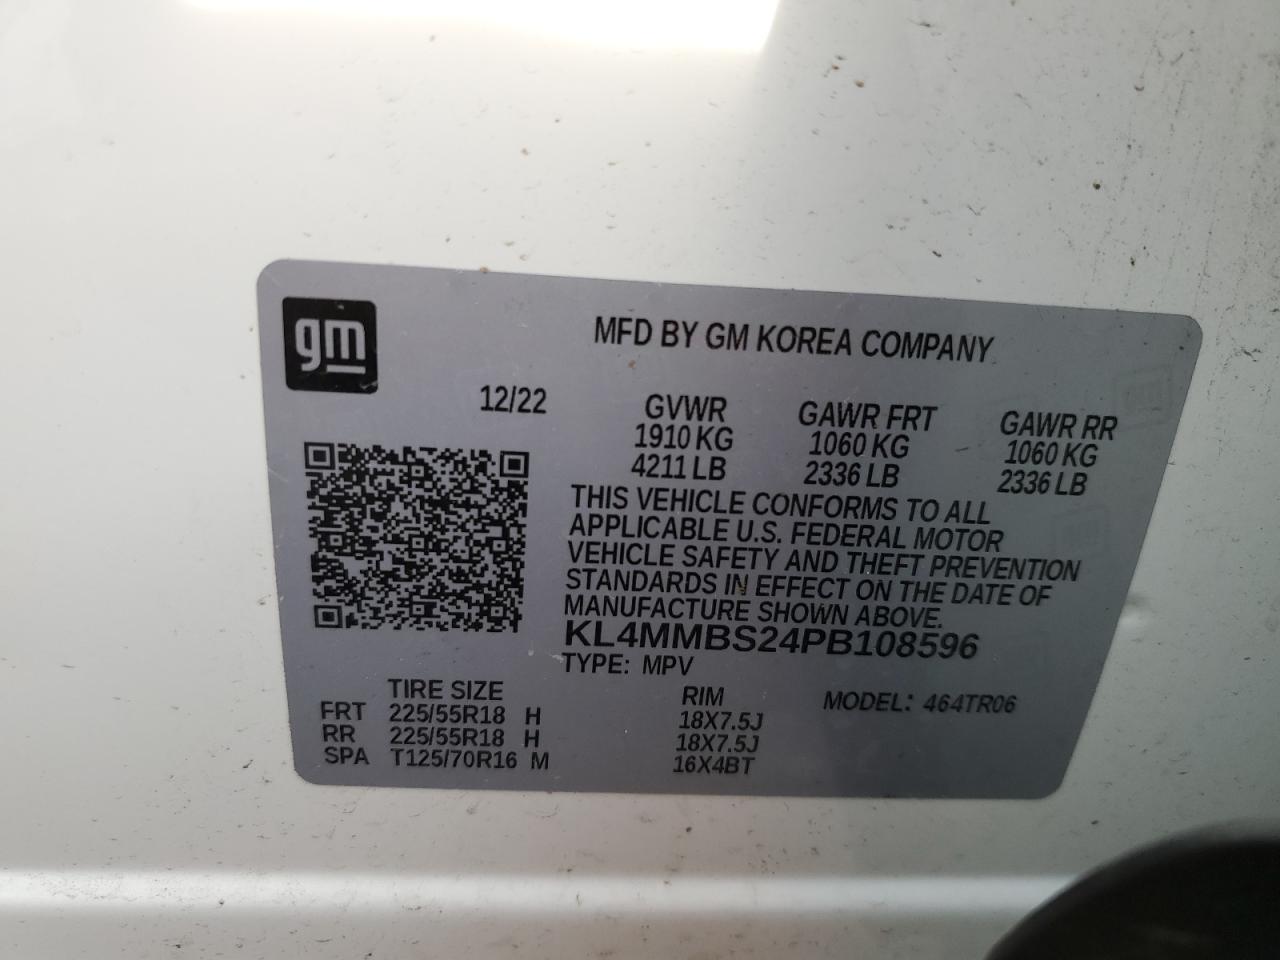 gm
MFD BY GM KOREA COMPANY
12/22 GVWR GAWR FRT GAWR RR
1910 KG 1060 KG 1060 KG
4211 LB 2336 LB 2336 LB
THIS VEHICLE CONFORMS TO ALL
APPLICABLE U.S. FEDERAL MOTOR
VEHICLE SAFETY AND THEFT PREVENTION
STANDARDS IN EFFECT ON THE DATE OF
MANUFACTURE SHOWN ABOVE.
KL4MMBS24PB108596
TYPE: MPV
TIRE SIZE RIM MODEL: 464TR06
FRT 225/55R18 H 18X7.5J
RR 225/55R18 H 18X7.5J
SPA T125/70R16 M 16X4BT